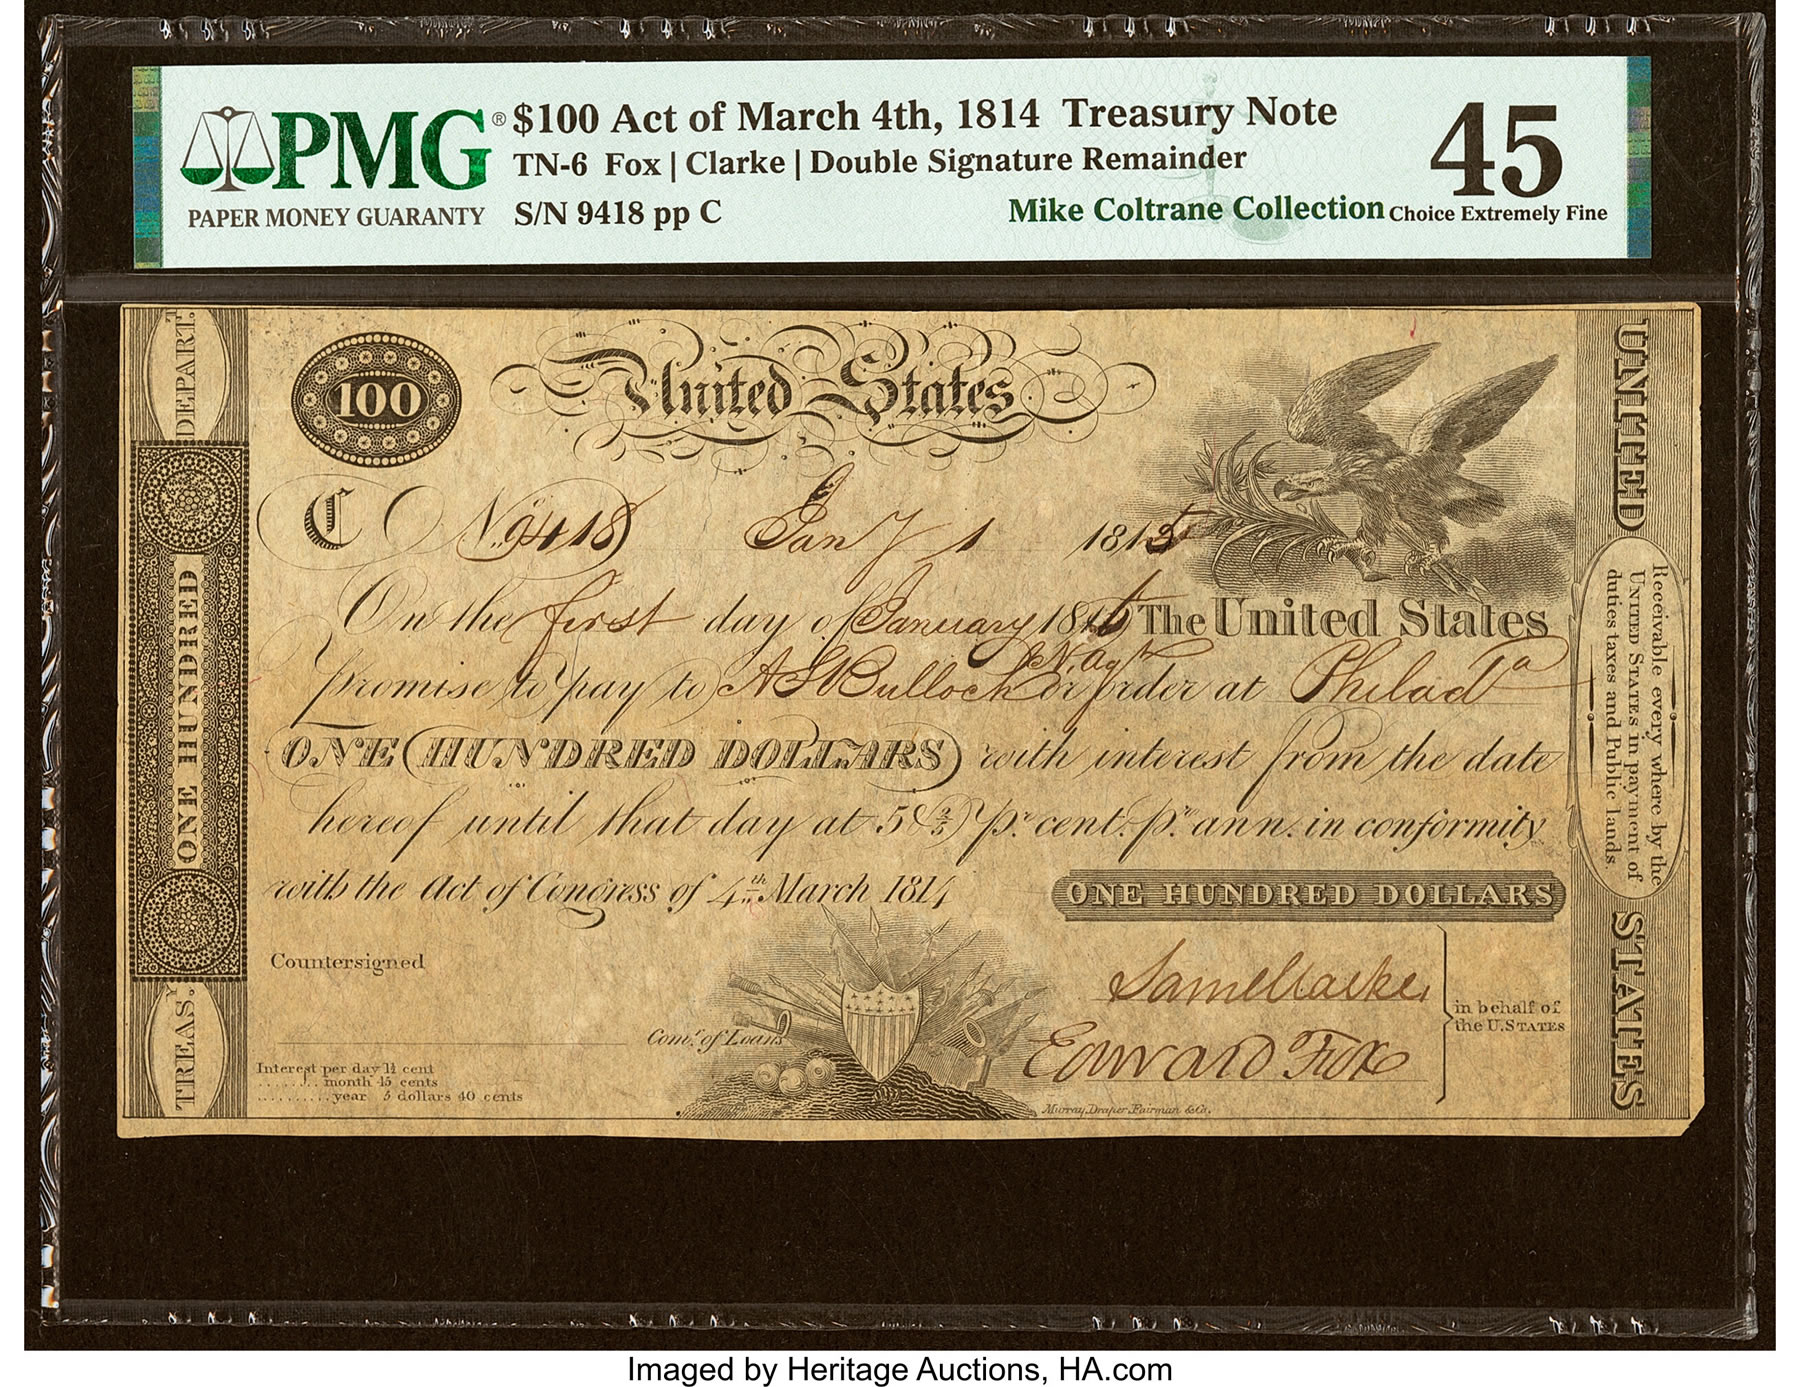 PMG®
PAPER MONEY GUARANTY
$100 Act of March 4th, 1814 Treasury Note
TN-6 Fox | Clarke | Double Signature Remainder
S/N 9418 pp C
Mike Coltrane Collection
45
Choice Extremely Fine
DEPARTT.
ONE HUNDRED
TREASY.
100
United States
C No. 9418 Jany 1 1815
On the first day of January 1816 The United States
promise to pay to A S Bullock N. Agt or order at Philada
ONE HUNDRED DOLLARS with interest from the date
hereof until that day at 5 2/5 pr. cent. pr. ann. in conformity
with the Act of Congress of 4th March 1814
ONE HUNDRED DOLLARS
Countersigned
Comr. of Loans
Saml Clarke
Edward Fox
in behalf of
the U.STATES
Interest per day 1½ cent
........ month 45 cents
.......... year 5 dollars 40 cents
Murray, Draper, Fairman & Co.
UNITED
Receivable every where by the
UNITED STATES in payment of
duties taxes and Public lands.
STATES
Imaged by Heritage Auctions, HA.com